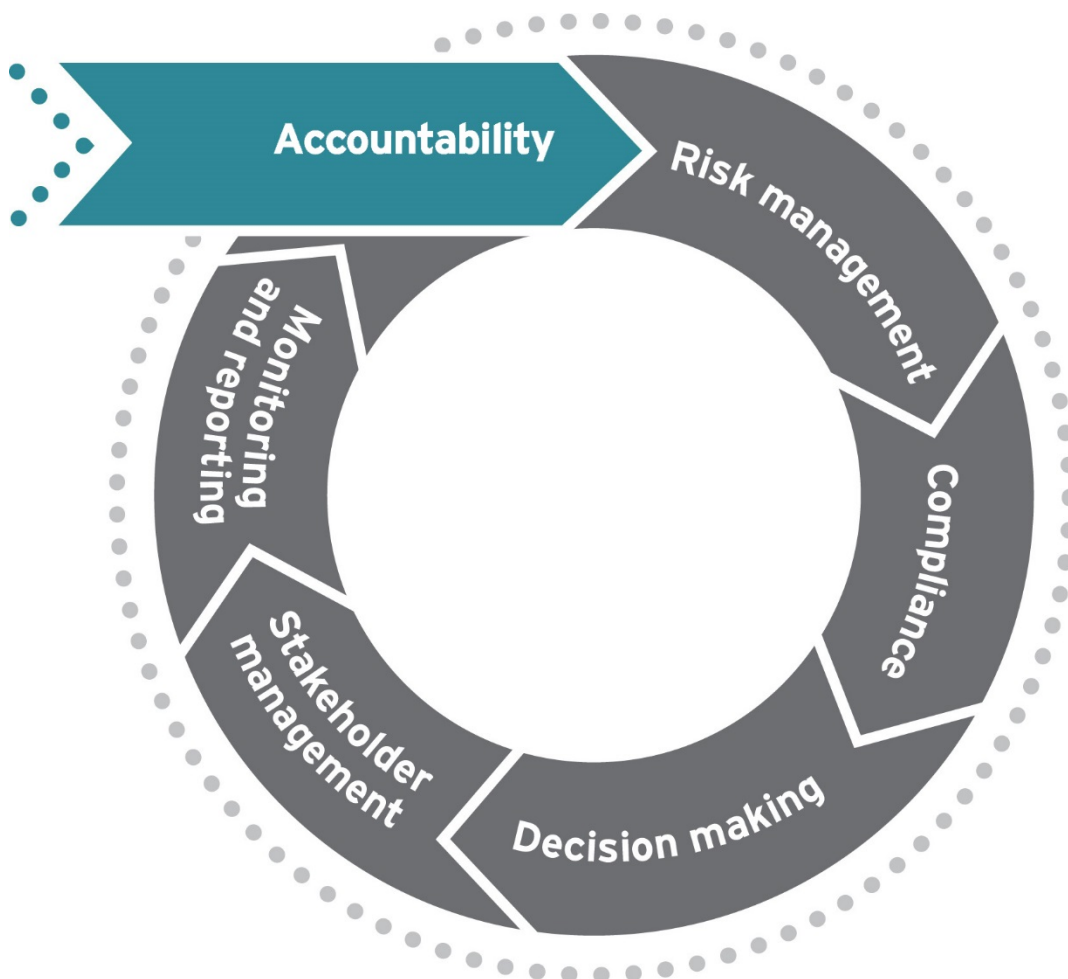 Accountability
Risk management
Compliance
Decision making
Stakeholder
management
Monitoring
and reporting